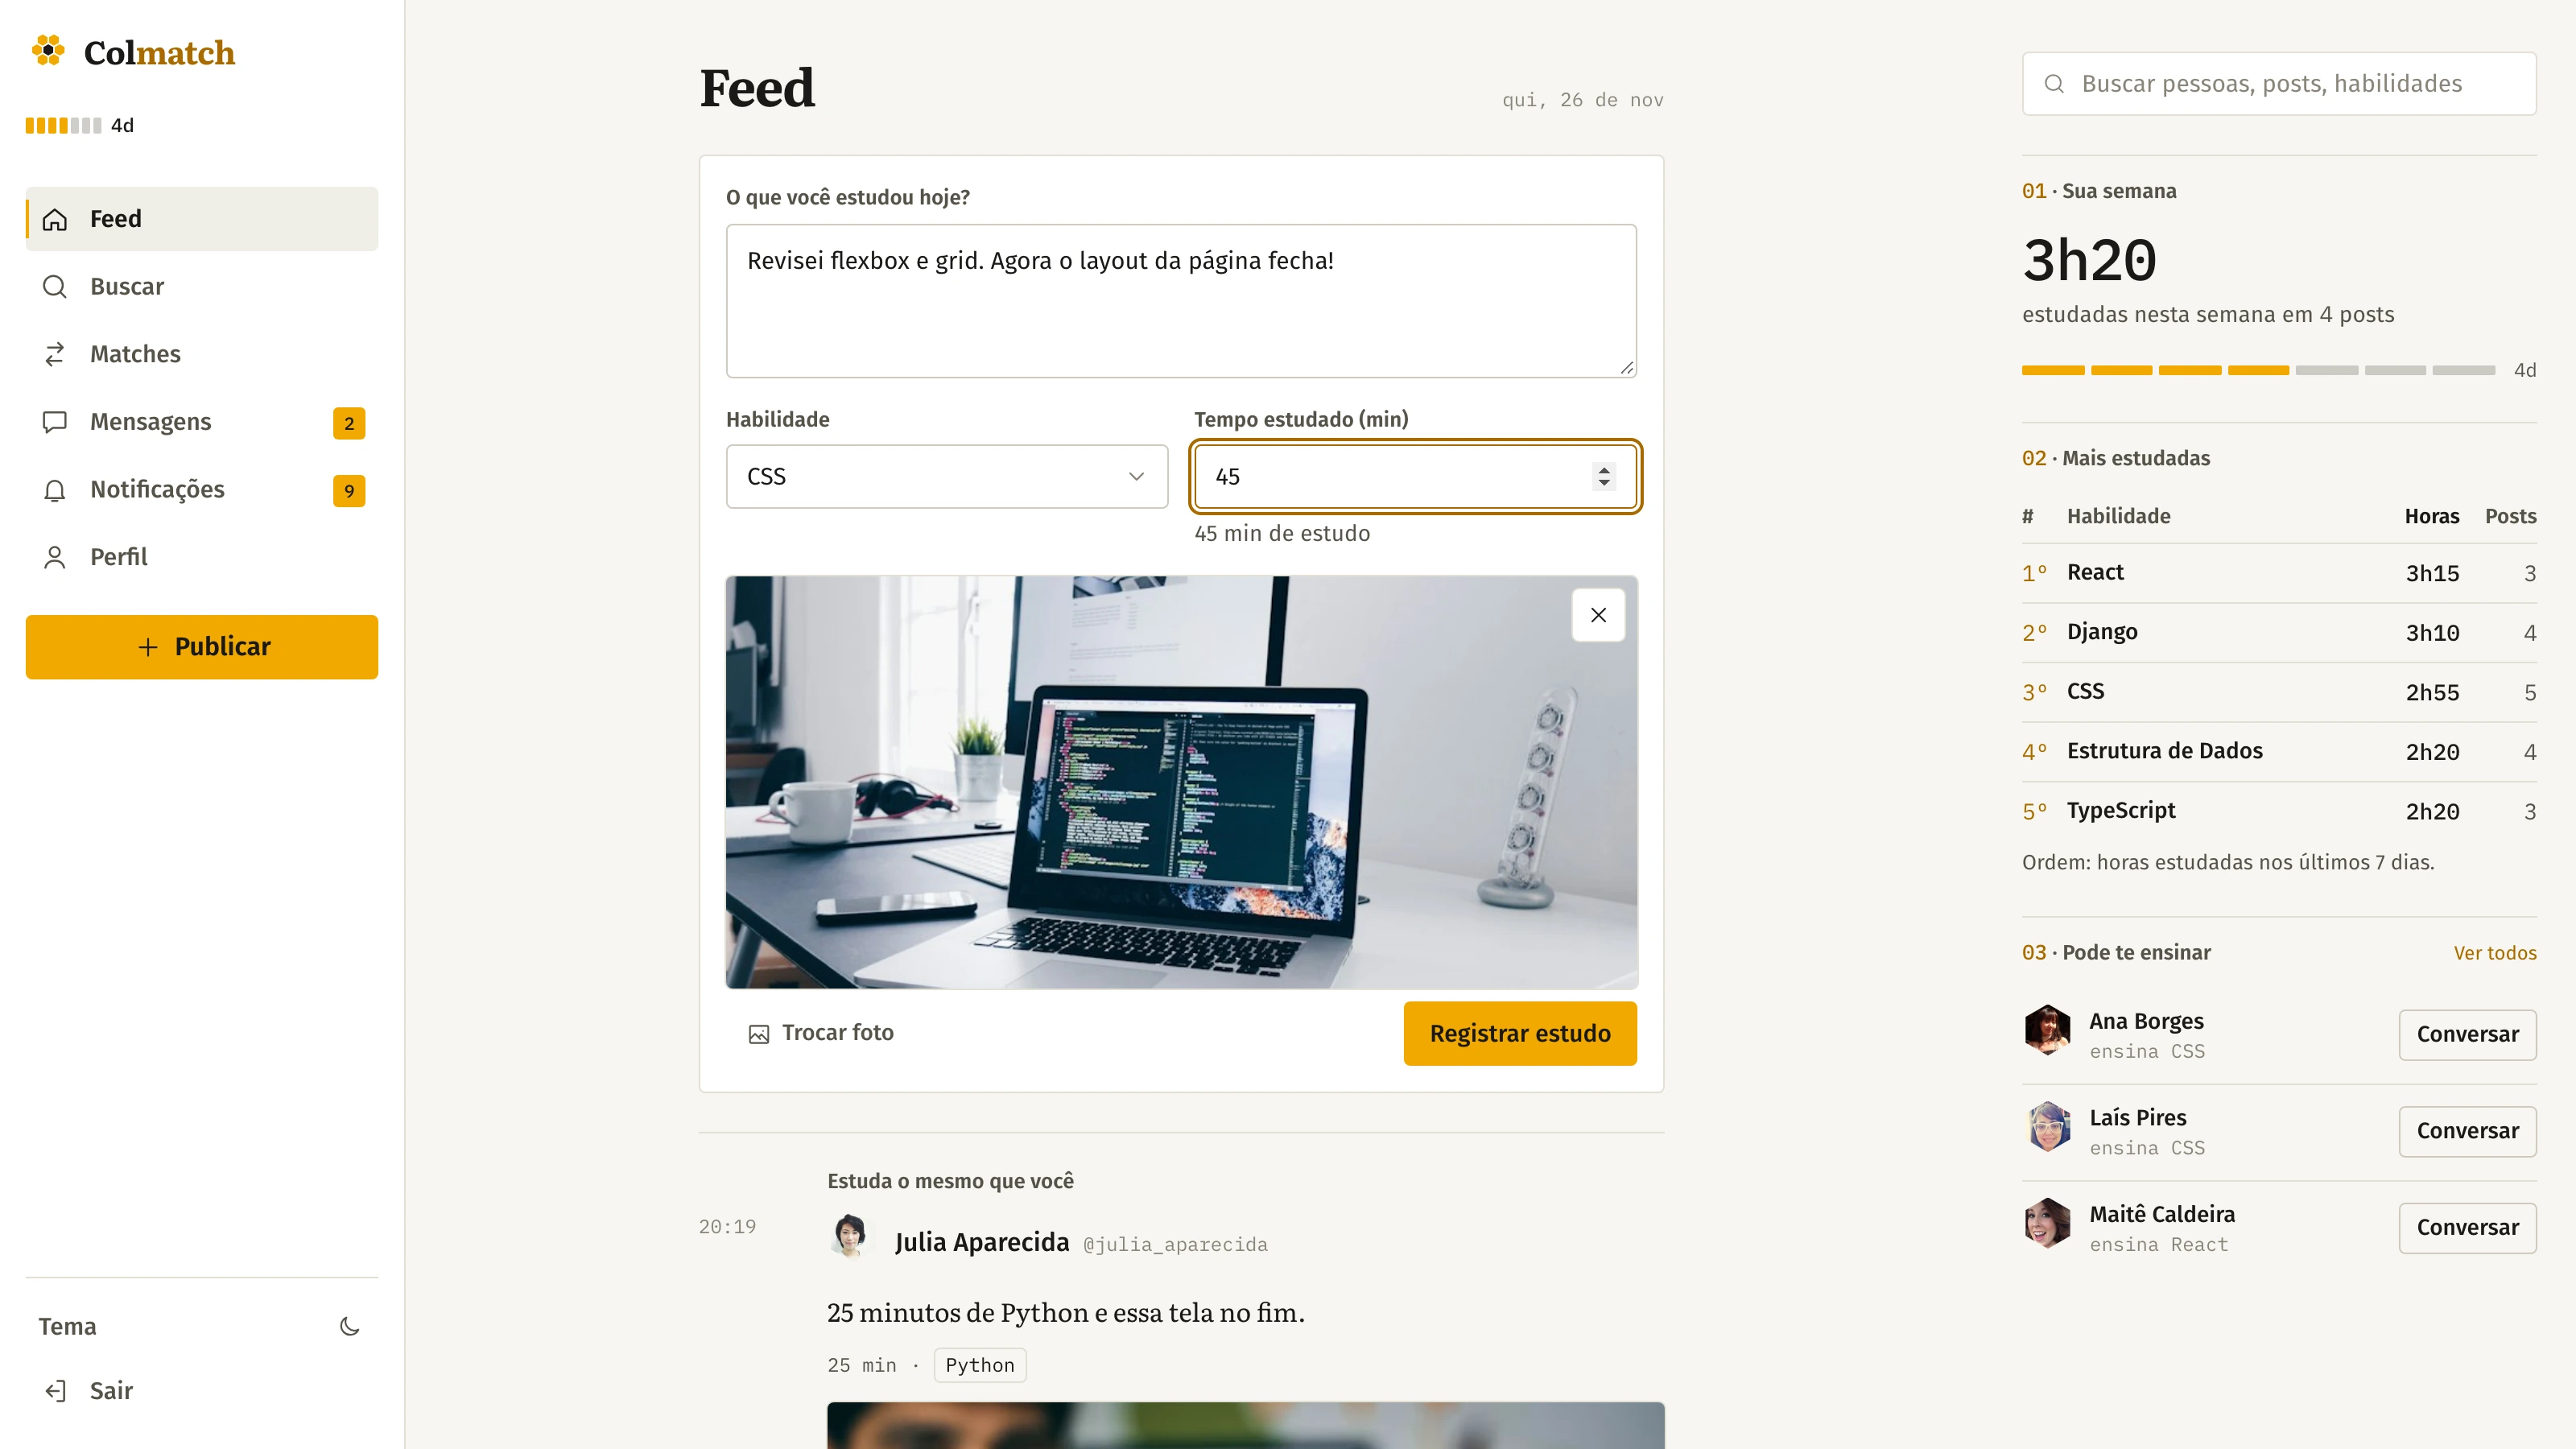 Colmatch
4d
Feed
Buscar
Matches
Mensagens 2
Notificações 9
Perfil
+ Publicar
Tema
Sair
Feed
qui, 26 de nov
O que você estudou hoje?
Revisei flexbox e grid. Agora o layout da página fecha!
Habilidade
CSS
Tempo estudado (min)
45
45 min de estudo
Trocar foto
Registrar estudo
Estuda o mesmo que você
20:19
Julia Aparecida @julia_aparecida
25 minutos de Python e essa tela no fim.
25 min · Python
Buscar pessoas, posts, habilidades
01 · Sua semana
3h20
estudadas nesta semana em 4 posts
4d
02 · Mais estudadas
# Habilidade Horas Posts
1º React 3h15 3
2º Django 3h10 4
3º CSS 2h55 5
4º Estrutura de Dados 2h20 4
5º TypeScript 2h20 3
Ordem: horas estudadas nos últimos 7 dias.
03 · Pode te ensinar Ver todos
Ana Borges
ensina CSS
Conversar
Laís Pires
ensina CSS
Conversar
Maitê Caldeira
ensina React
Conversar